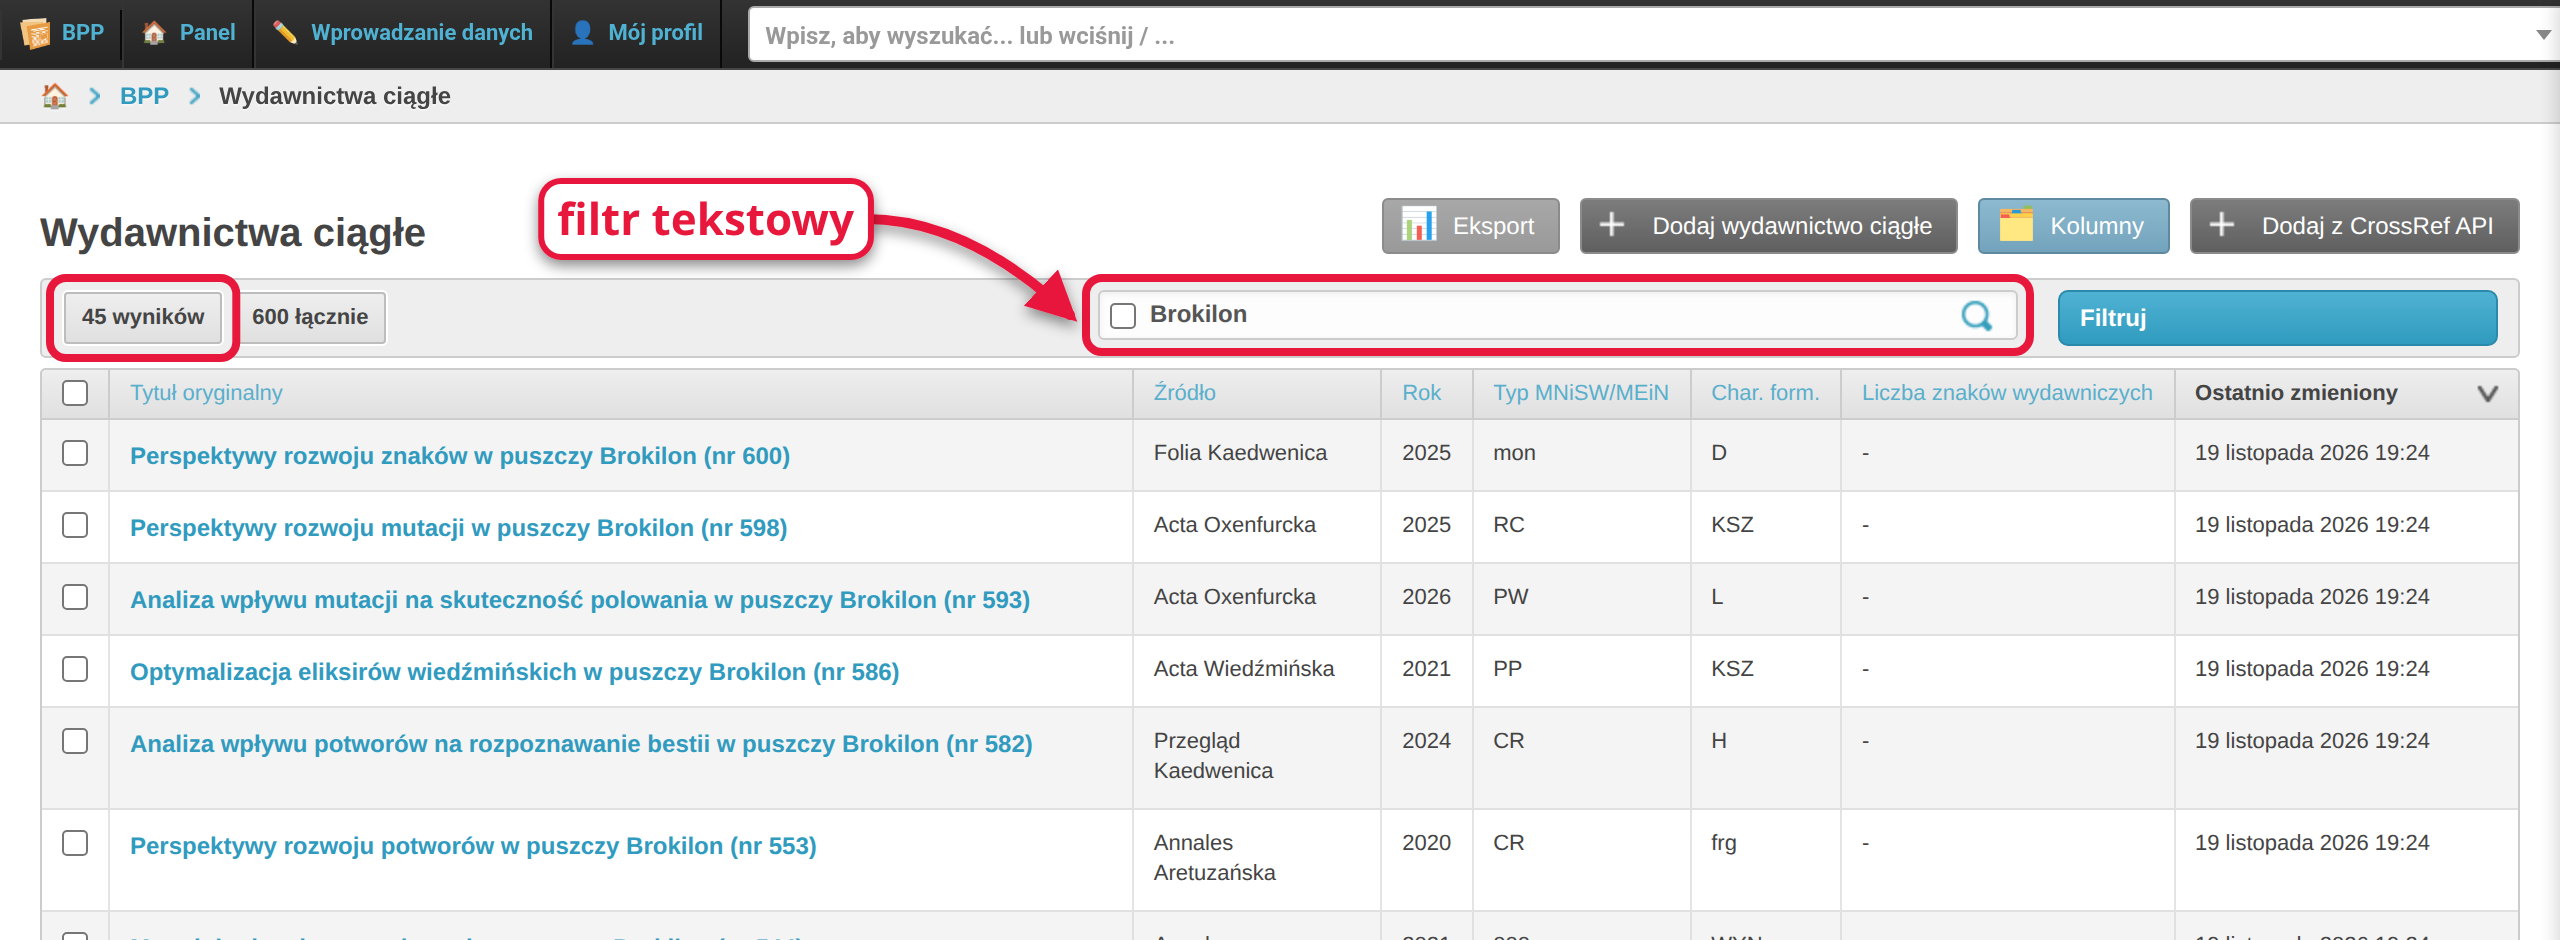 BPP Panel Wprowadzanie danych Mój profil Wpisz, aby wyszukać... lub wciśnij / ...
BPP Wydawnictwa ciągłe
filtr tekstowy
Wydawnictwa ciągłe Eksport Dodaj wydawnictwo ciągłe Kolumny Dodaj z CrossRef API
45 wyników 600 łącznie Brokilon Filtruj
Tytuł oryginalny Źródło Rok Typ MNiSW/MEiN Char. form. Liczba znaków wydawniczych Ostatnio zmieniony
Perspektywy rozwoju znaków w puszczy Brokilon (nr 600) Folia Kaedwenica 2025 mon D - 19 listopada 2026 19:24
Perspektywy rozwoju mutacji w puszczy Brokilon (nr 598) Acta Oxenfurcka 2025 RC KSZ - 19 listopada 2026 19:24
Analiza wpływu mutacji na skuteczność polowania w puszczy Brokilon (nr 593) Acta Oxenfurcka 2026 PW L - 19 listopada 2026 19:24
Optymalizacja eliksirów wiedźmińskich w puszczy Brokilon (nr 586) Acta Wiedźmińska 2021 PP KSZ - 19 listopada 2026 19:24
Analiza wpływu potworów na rozpoznawanie bestii w puszczy Brokilon (nr 582) Przegląd 2024 CR H - 19 listopada 2026 19:24
Kaedwenica
Perspektywy rozwoju potworów w puszczy Brokilon (nr 553) Annales 2020 CR frg - 19 listopada 2026 19:24
Aretuzańska